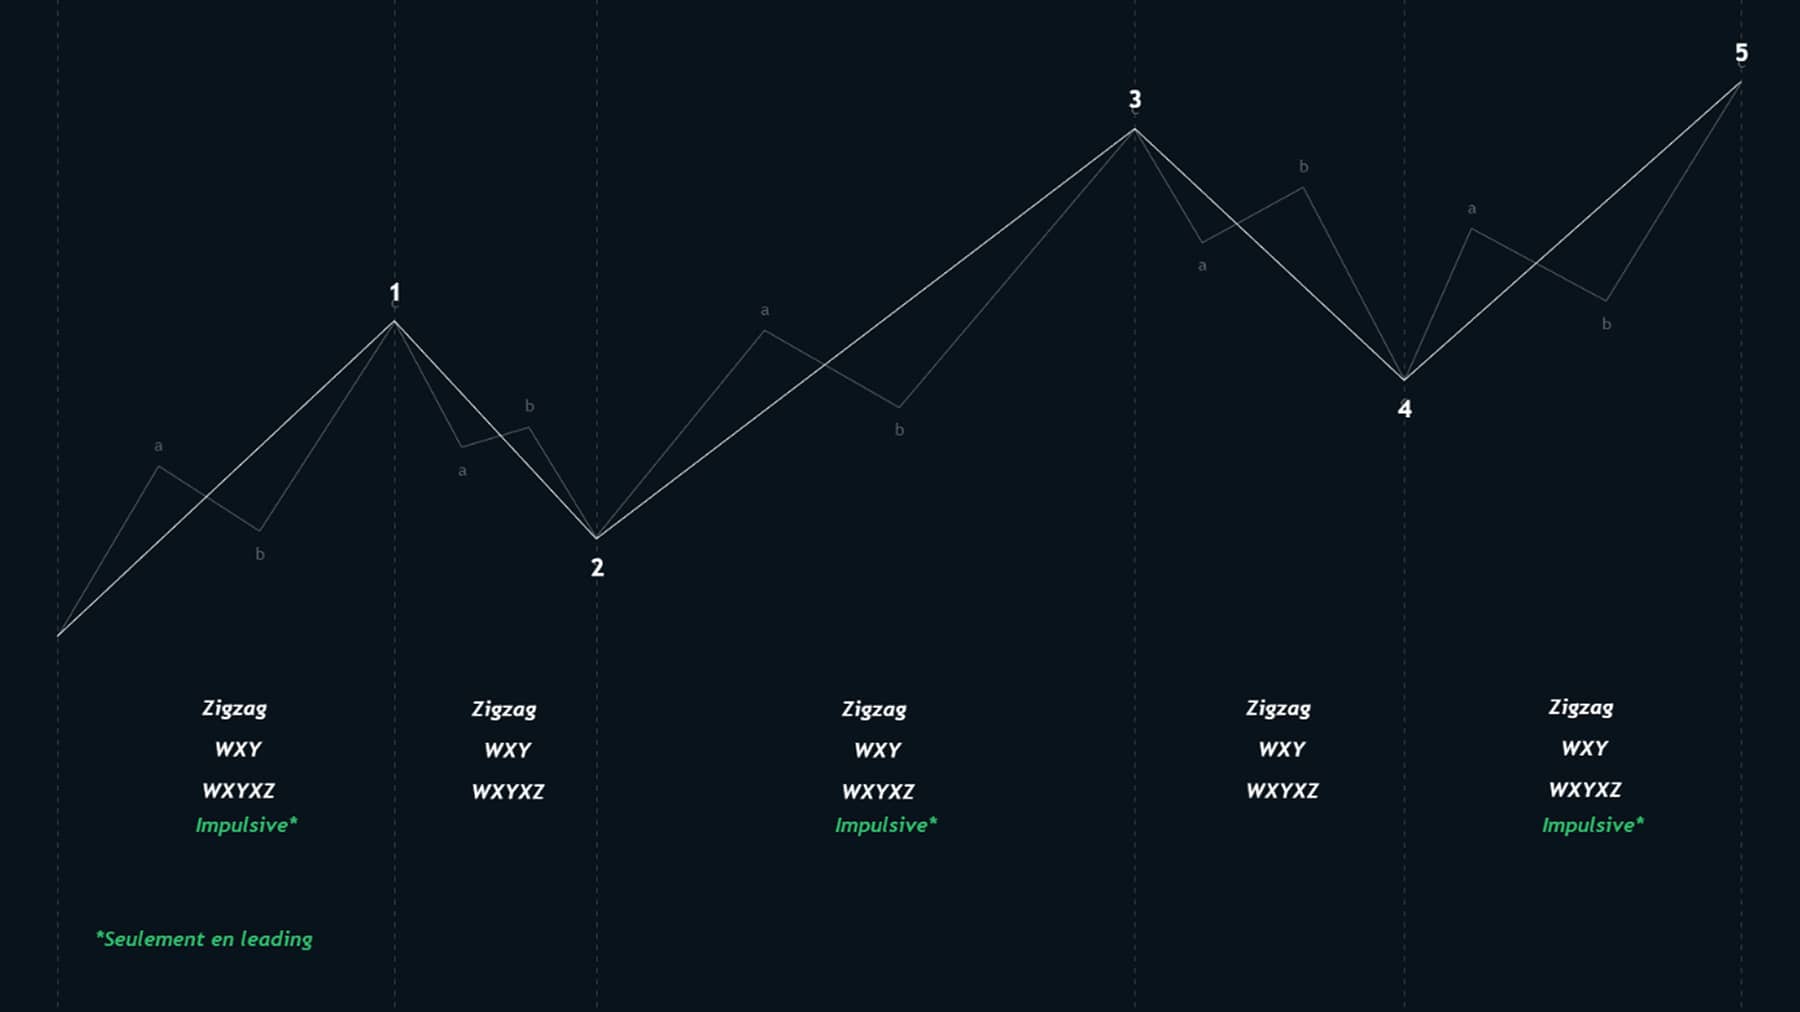 5
3
b
a
a
1
a
b
b
4
b
a
a
b
a
b
2
Zigzag
WXY
WXYXZ
Impulsive*
Zigzag
WXY
WXYXZ
Zigzag
WXY
WXYXZ
Impulsive*
Zigzag
WXY
WXYXZ
Zigzag
WXY
WXYXZ
Impulsive*
*Seulement en leading